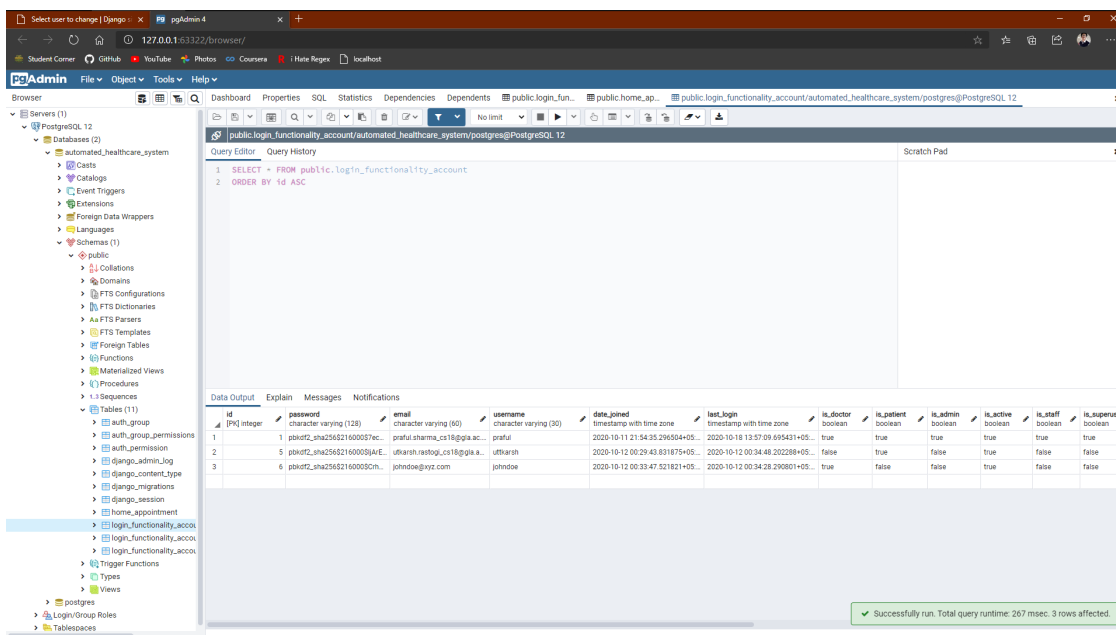 Select user to change | Django s
pgAdmin 4
127.0.0.1:63322/browser/
Student Corner GitHub YouTube Photos Coursera i Hate Regex localhost
pgAdmin File Object Tools Help
Browser
Dashboard Properties SQL Statistics Dependencies Dependents public.login_fun... public.home_ap... public.login_functionality_account/automated_healthcare_system/postgres@PostgreSQL 12
No limit
public.login_functionality_account/automated_healthcare_system/postgres@PostgreSQL 12
Query Editor Query History
Scratch Pad
1 SELECT * FROM public.login_functionality_account
2 ORDER BY id ASC
Servers (1)
PostgreSQL 12
Databases (2)
automated_healthcare_system
Casts
Catalogs
Event Triggers
Extensions
Foreign Data Wrappers
Languages
Schemas (1)
public
Collations
Domains
FTS Configurations
FTS Dictionaries
FTS Parsers
FTS Templates
Foreign Tables
Functions
Materialized Views
Procedures
Sequences
Tables (11)
auth_group
auth_group_permissions
auth_permission
django_admin_log
django_content_type
django_migrations
django_session
home_appointment
login_functionality_accou
login_functionality_accou
login_functionality_accou
Trigger Functions
Types
Views
postgres
Login/Group Roles
Tablespaces
Data Output Explain Messages Notifications
id password email username date_joined last_login is_doctor is_patient is_admin is_active is_staff is_superus
[PK] integer character varying (128) character varying (60) character varying (30) timestamp with time zone timestamp with time zone boolean boolean boolean boolean boolean boolean
1 1 pbkdf2_sha256$216000$7ec... praful.sharma_cs18@gla.ac... praful 2020-10-11 21:54:35.296504+05:... 2020-10-18 13:57:09.695431+05:... true true true true true true
2 5 pbkdf2_sha256$216000$ijArE... utkarsh.rastogi_cs18@gla.a... uttkarsh 2020-10-12 00:29:43.831875+05:... 2020-10-12 00:34:48.202288+05:... false true false true false false
3 6 pbkdf2_sha256$216000$Crh... johndoe@xyz.com johndoe 2020-10-12 00:33:47.521821+05:... 2020-10-12 00:34:28.290801+05:... true false false true false false
Successfully run. Total query runtime: 267 msec. 3 rows affected.